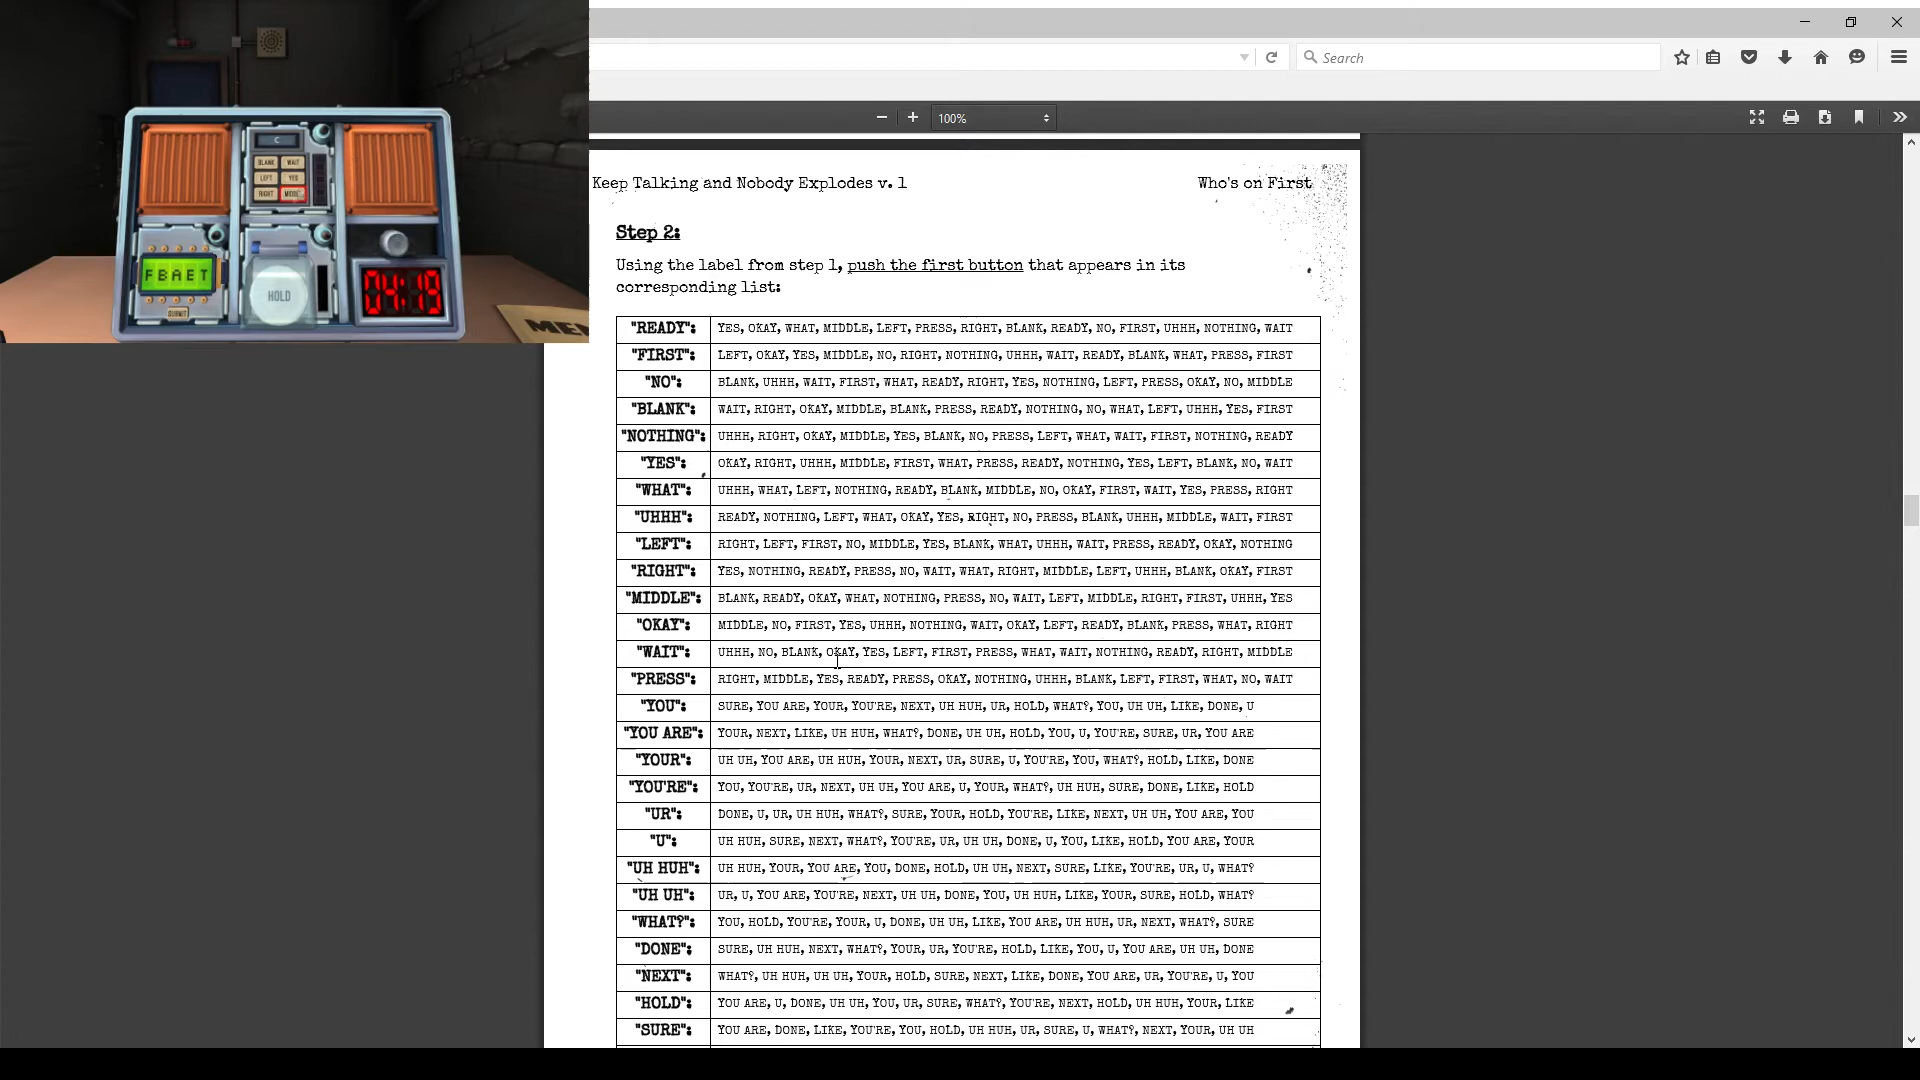 C
BLANK WAIT
LEFT YES
RIGHT MIDDLE
FBAET
SUBMIT
HOLD
04:19
Search
100%
Keep Talking and Nobody Explodes v. 1
Who's on First
Step 2:
Using the label from step 1, push the first button that appears in its
corresponding list:
"READY": YES, OKAY, WHAT, MIDDLE, LEFT, PRESS, RIGHT, BLANK, READY, NO, FIRST, UHHH, NOTHING, WAIT
"FIRST": LEFT, OKAY, YES, MIDDLE, NO, RIGHT, NOTHING, UHHH, WAIT, READY, BLANK, WHAT, PRESS, FIRST
"NO": BLANK, UHHH, WAIT, FIRST, WHAT, READY, RIGHT, YES, NOTHING, LEFT, PRESS, OKAY, NO, MIDDLE
"BLANK": WAIT, RIGHT, OKAY, MIDDLE, BLANK, PRESS, READY, NOTHING, NO, WHAT, LEFT, UHHH, YES, FIRST
"NOTHING": UHHH, RIGHT, OKAY, MIDDLE, YES, BLANK, NO, PRESS, LEFT, WHAT, WAIT, FIRST, NOTHING, READY
"YES": OKAY, RIGHT, UHHH, MIDDLE, FIRST, WHAT, PRESS, READY, NOTHING, YES, LEFT, BLANK, NO, WAIT
"WHAT": UHHH, WHAT, LEFT, NOTHING, READY, BLANK, MIDDLE, NO, OKAY, FIRST, WAIT, YES, PRESS, RIGHT
"UHHH": READY, NOTHING, LEFT, WHAT, OKAY, YES, RIGHT, NO, PRESS, BLANK, UHHH, MIDDLE, WAIT, FIRST
"LEFT": RIGHT, LEFT, FIRST, NO, MIDDLE, YES, BLANK, WHAT, UHHH, WAIT, PRESS, READY, OKAY, NOTHING
"RIGHT": YES, NOTHING, READY, PRESS, NO, WAIT, WHAT, RIGHT, MIDDLE, LEFT, UHHH, BLANK, OKAY, FIRST
"MIDDLE": BLANK, READY, OKAY, WHAT, NOTHING, PRESS, NO, WAIT, LEFT, MIDDLE, RIGHT, FIRST, UHHH, YES
"OKAY": MIDDLE, NO, FIRST, YES, UHHH, NOTHING, WAIT, OKAY, LEFT, READY, BLANK, PRESS, WHAT, RIGHT
"WAIT": UHHH, NO, BLANK, OKAY, YES, LEFT, FIRST, PRESS, WHAT, WAIT, NOTHING, READY, RIGHT, MIDDLE
"PRESS": RIGHT, MIDDLE, YES, READY, PRESS, OKAY, NOTHING, UHHH, BLANK, LEFT, FIRST, WHAT, NO, WAIT
"YOU": SURE, YOU ARE, YOUR, YOU'RE, NEXT, UH HUH, UR, HOLD, WHAT?, YOU, UH UH, LIKE, DONE, U
"YOU ARE": YOUR, NEXT, LIKE, UH HUH, WHAT?, DONE, UH UH, HOLD, YOU, U, YOU'RE, SURE, UR, YOU ARE
"YOUR": UH UH, YOU ARE, UH HUH, YOUR, NEXT, UR, SURE, U, YOU'RE, YOU, WHAT?, HOLD, LIKE, DONE
"YOU'RE": YOU, YOU'RE, UR, NEXT, UH UH, YOU ARE, U, YOUR, WHAT?, UH HUH, SURE, DONE, LIKE, HOLD
"UR": DONE, U, UR, UH HUH, WHAT?, SURE, YOUR, HOLD, YOU'RE, LIKE, NEXT, UH UH, YOU ARE, YOU
"U": UH HUH, SURE, NEXT, WHAT?, YOU'RE, UR, UH UH, DONE, U, YOU, LIKE, HOLD, YOU ARE, YOUR
"UH HUH": UH HUH, YOUR, YOU ARE, YOU, DONE, HOLD, UH UH, NEXT, SURE, LIKE, YOU'RE, UR, U, WHAT?
"UH UH": UR, U, YOU ARE, YOU'RE, NEXT, UH UH, DONE, YOU, UH HUH, LIKE, YOUR, SURE, HOLD, WHAT?
"WHAT?": YOU, HOLD, YOU'RE, YOUR, U, DONE, UH UH, LIKE, YOU ARE, UH HUH, UR, NEXT, WHAT?, SURE
"DONE": SURE, UH HUH, NEXT, WHAT?, YOUR, UR, YOU'RE, HOLD, LIKE, YOU, U, YOU ARE, UH UH, DONE
"NEXT": WHAT?, UH HUH, UH UH, YOUR, HOLD, SURE, NEXT, LIKE, DONE, YOU ARE, UR, YOU'RE, U, YOU
"HOLD": YOU ARE, U, DONE, UH UH, YOU, UR, SURE, WHAT?, YOU'RE, NEXT, HOLD, UH HUH, YOUR, LIKE
"SURE": YOU ARE, DONE, LIKE, YOU'RE, YOU, HOLD, UH HUH, UR, SURE, U, WHAT?, NEXT, YOUR, UH UH